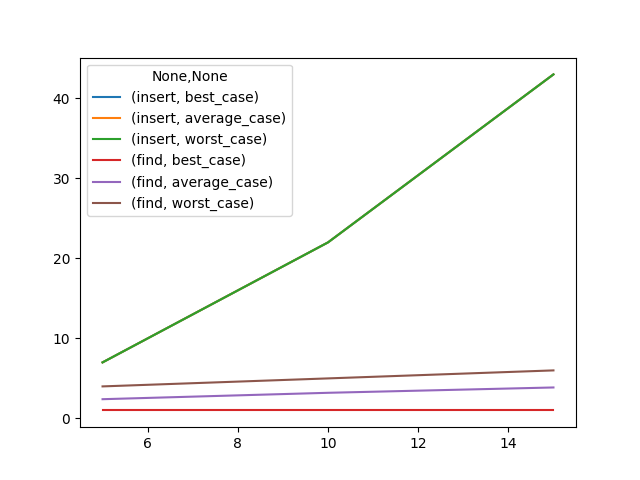 None,None
(insert, best_case)
(insert, average_case)
(insert, worst_case)
(find, best_case)
(find, average_case)
(find, worst_case)
40
30
20
10
0
6 8 10 12 14